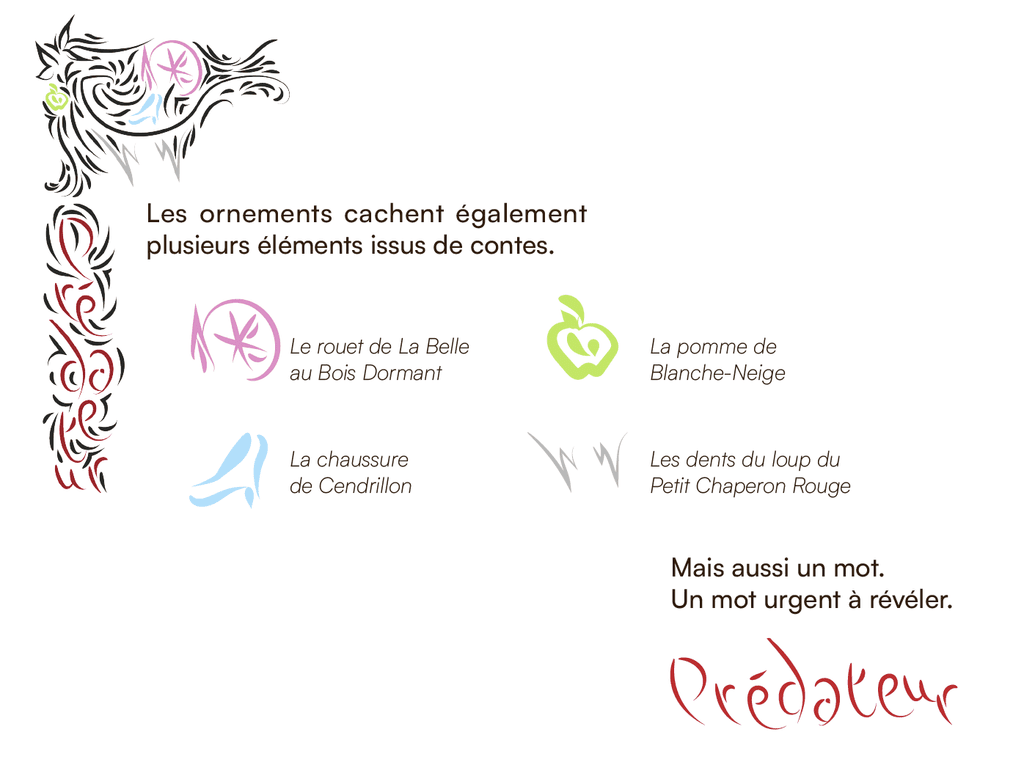 Prédateur
Les ornements cachent également
plusieurs éléments issus de contes.
Le rouet de La Belle
au Bois Dormant
La pomme de
Blanche-Neige
La chaussure
de Cendrillon
Les dents du loup du
Petit Chaperon Rouge
Mais aussi un mot.
Un mot urgent à révéler.
Prédateur